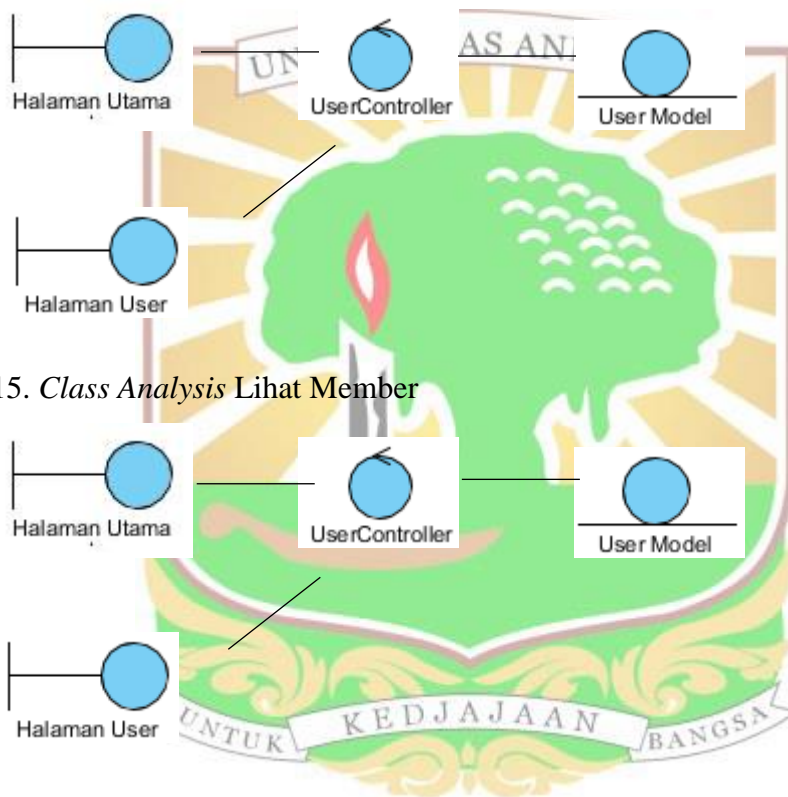 UN AS AN
Halaman Utama
UserController
User Model
Halaman User
15. Class Analysis Lihat Member
Halaman Utama
UserController
User Model
Halaman User
UNTUK KEDJAJAAN BANGSA